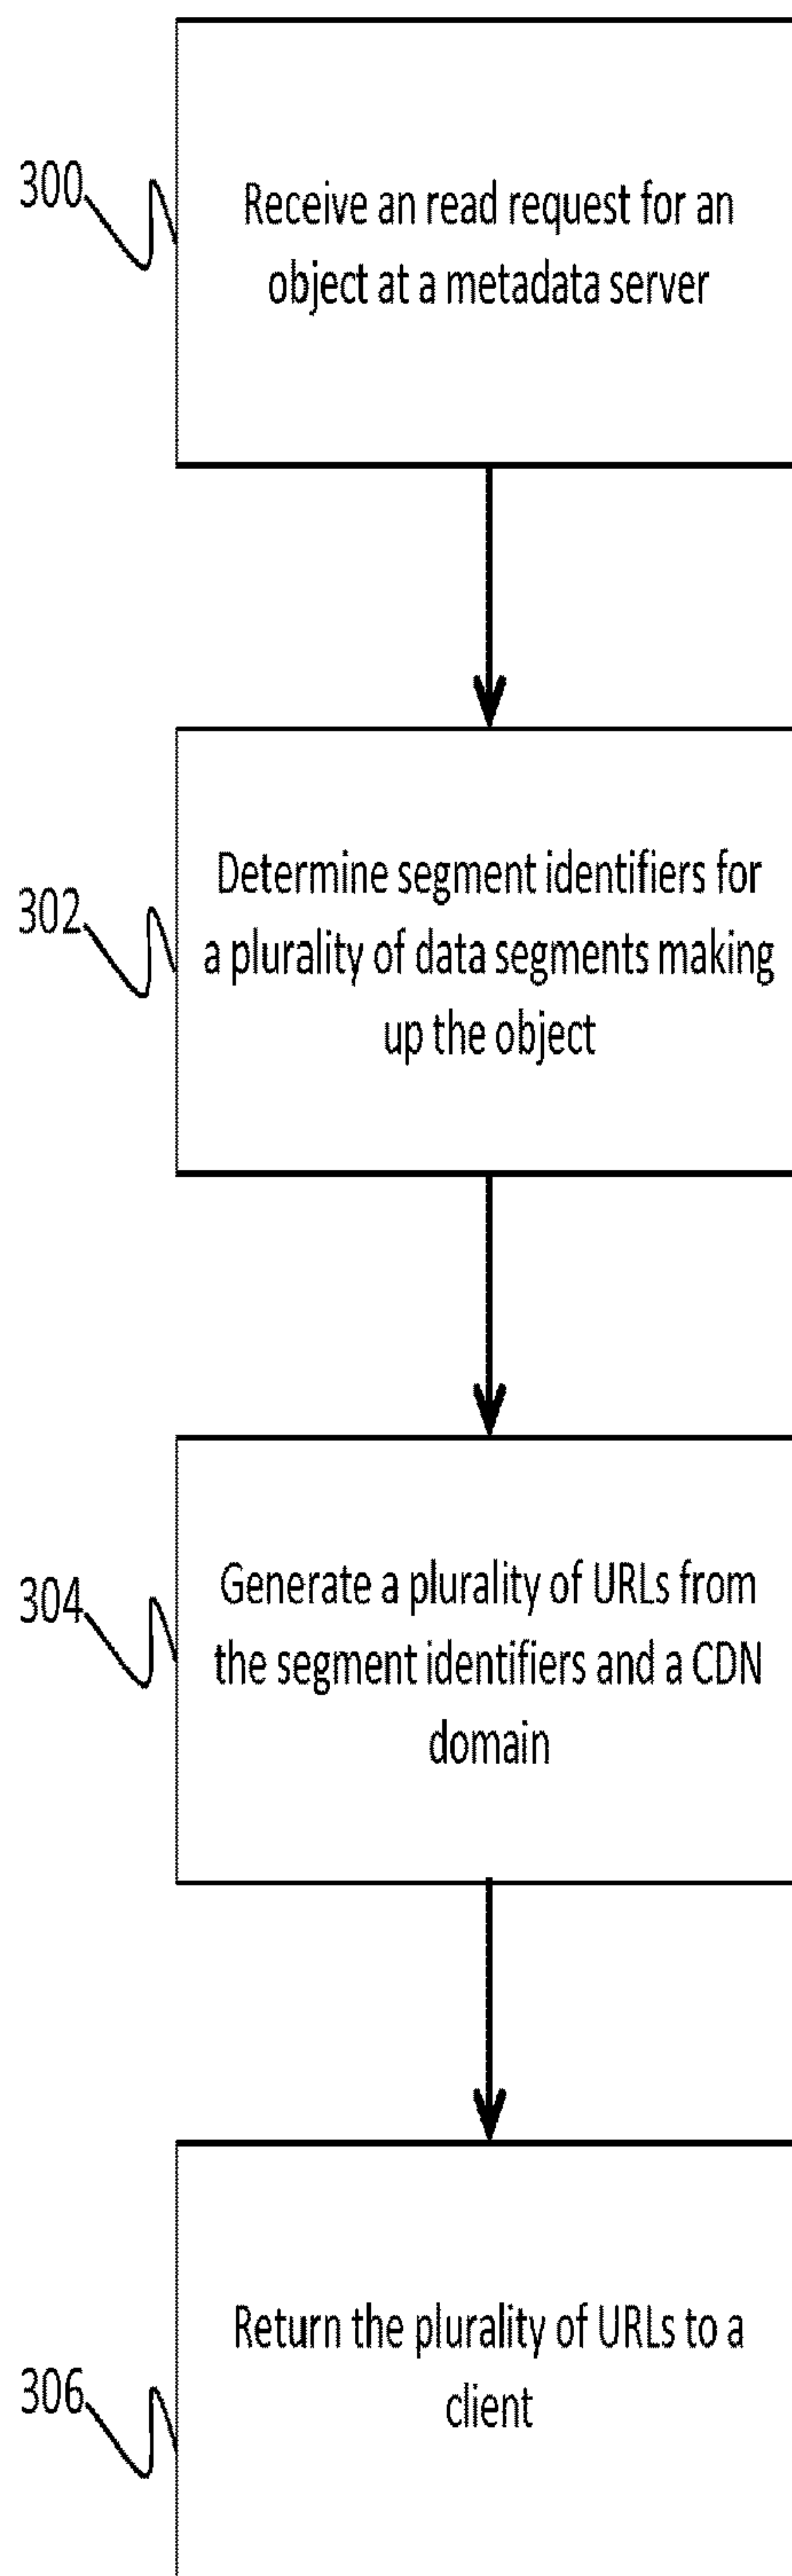 300
Receive an read request for an
object at a metadata server
302
Determine segment identifiers for
a plurality of data segments making
up the object
304
Generate a plurality of URLs from
the segment identifiers and a CDN
domain
306
Return the plurality of URLs to a
client